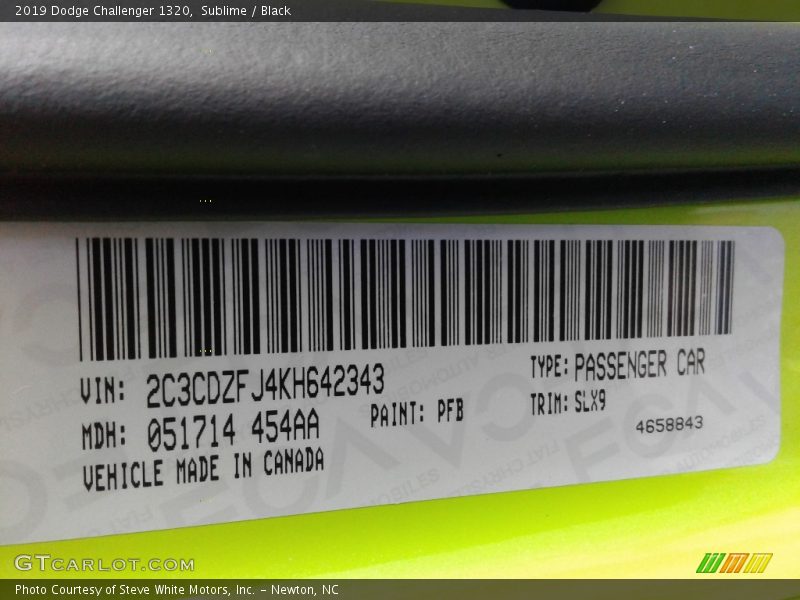 2019 Dodge Challenger 1320, Sublime / Black
VIN: 2C3CDZFJ4KH642343
TYPE: PASSENGER CAR
MDH: 051714 454AA
PAINT: PFB
TRIM: SLX9
4658843
VEHICLE MADE IN CANADA
GTCARLOT.COM
Photo Courtesy of Steve White Motors, Inc. – Newton, NC